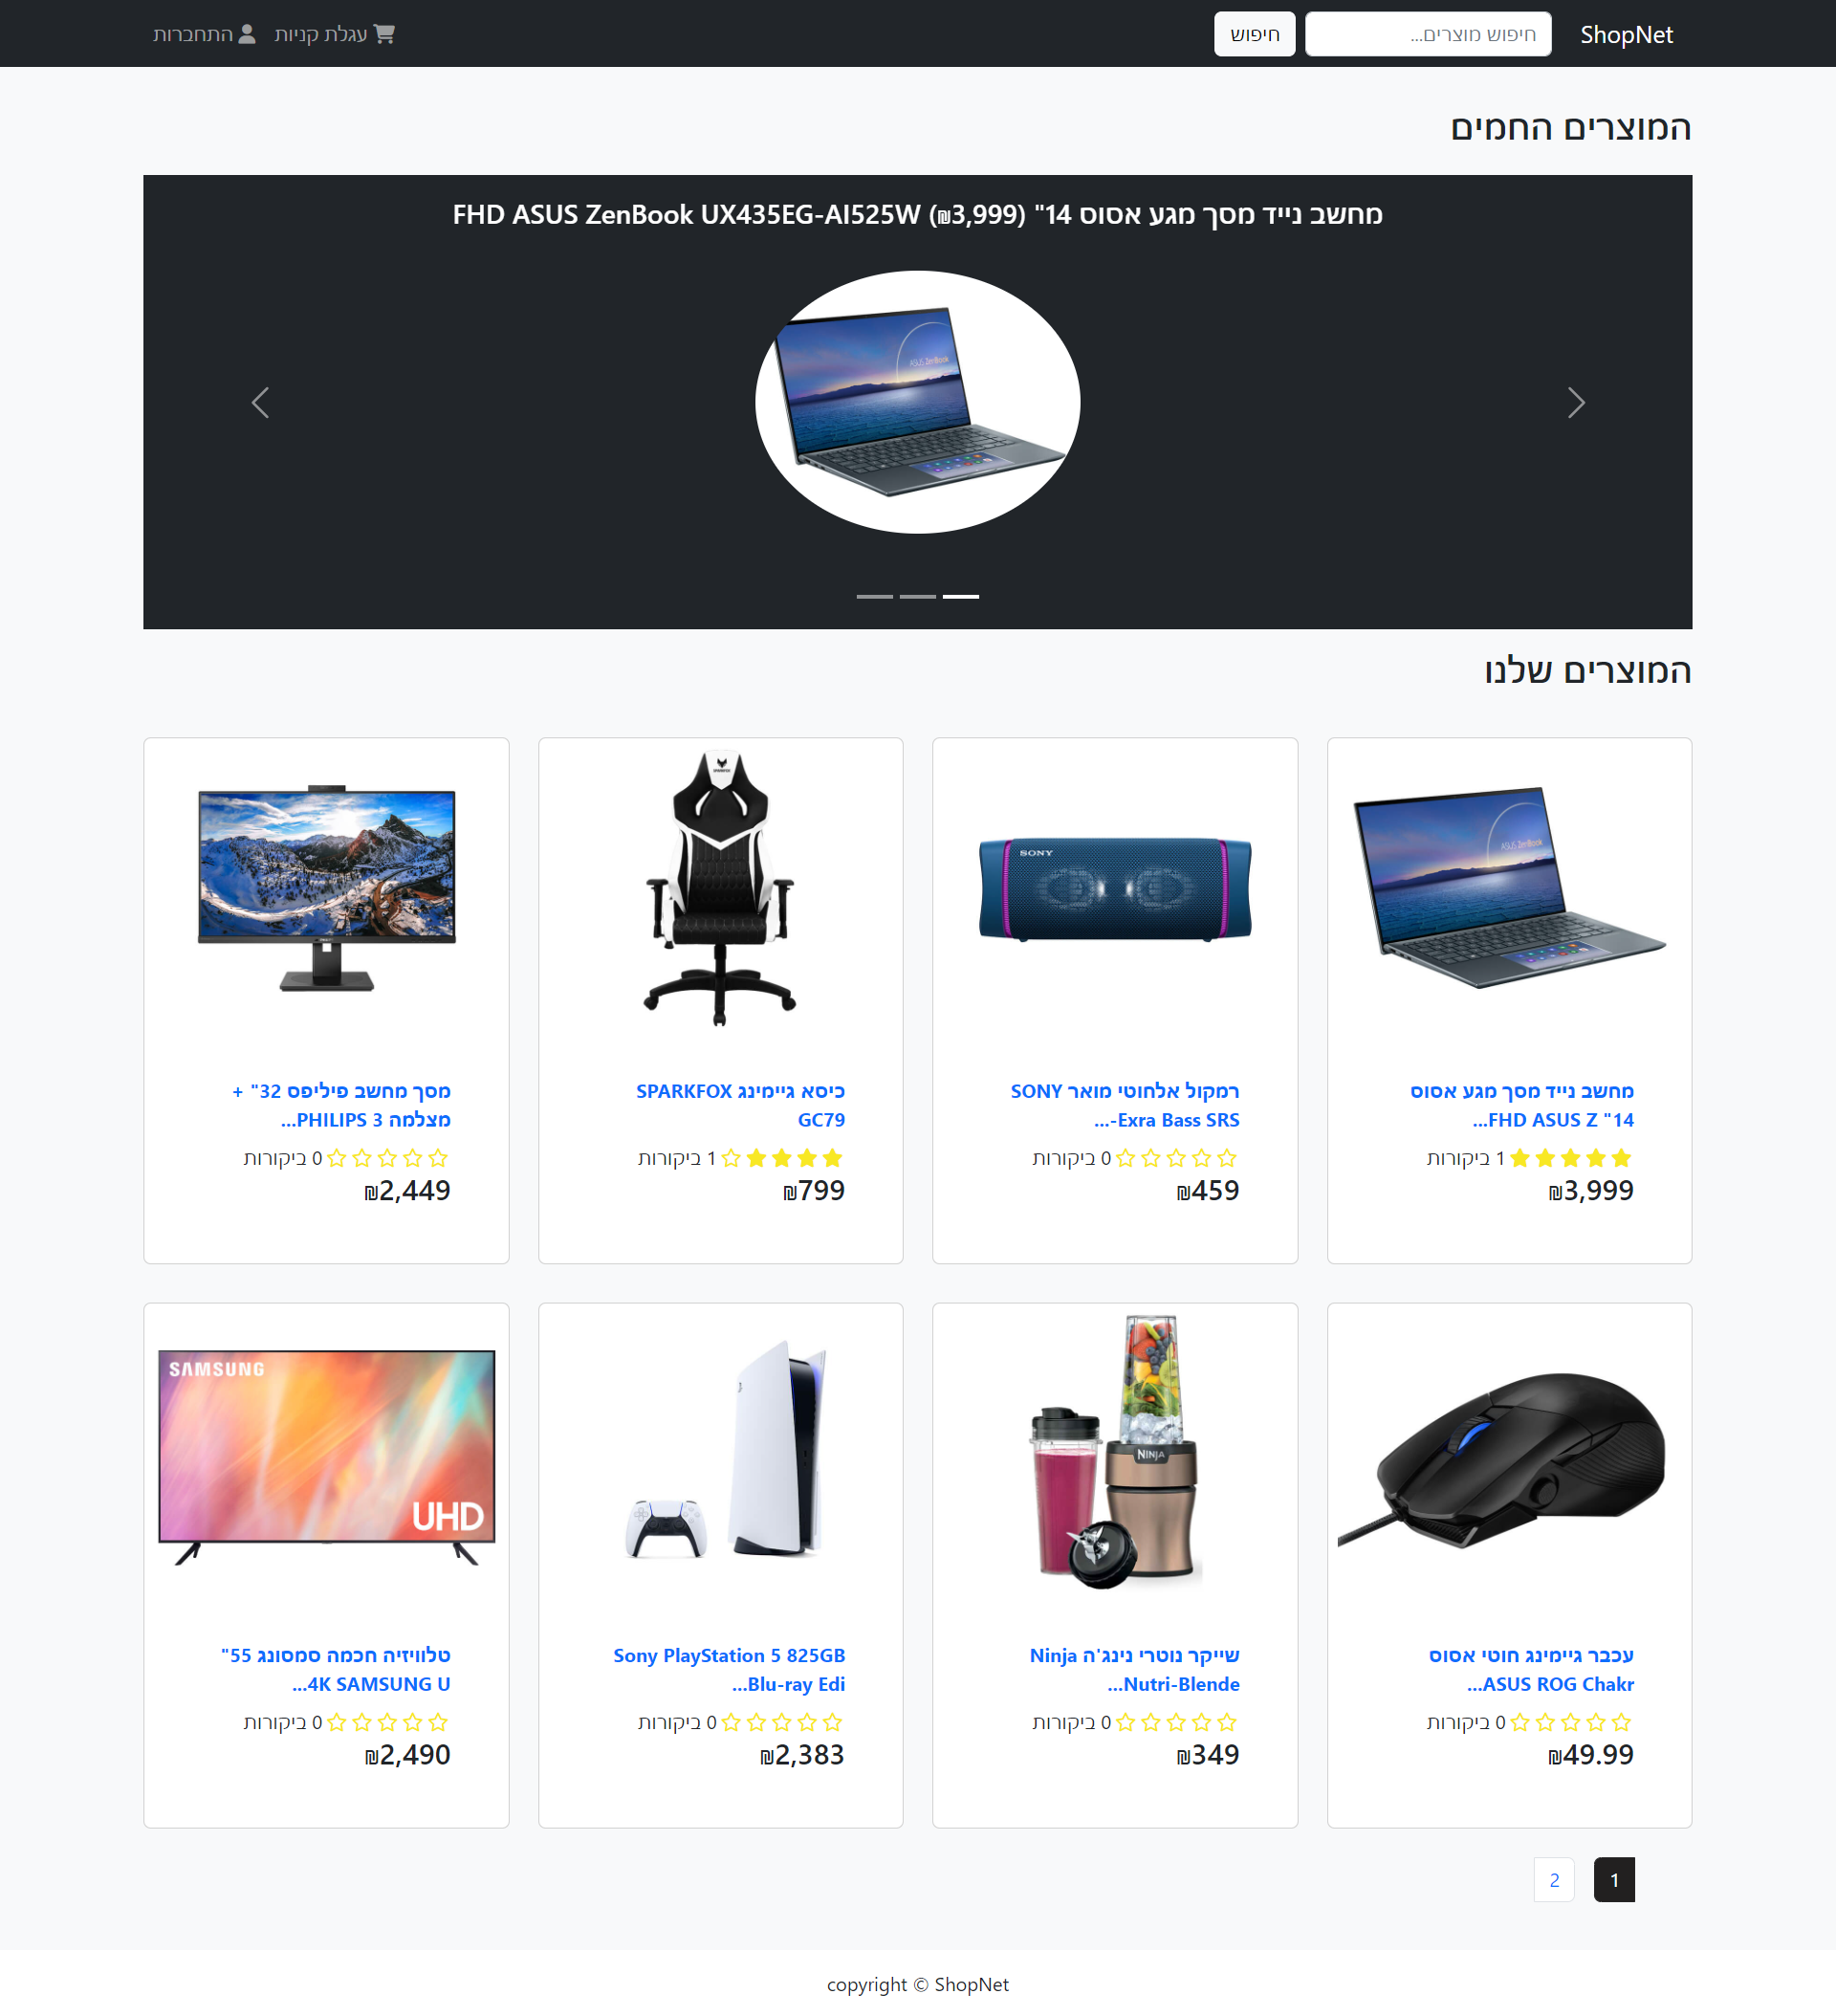 ShopNet
חיפוש מוצרים...
חיפוש
עגלת קניות
התחברות
המוצרים החמים
מחשב נייד מסך מגע אסוס 14" FHD ASUS ZenBook UX435EG-AI525W (₪3,999)
ASUS ZenBook
המוצרים שלנו
ASUS ZenBook
מחשב נייד מסך מגע אסוס
14" FHD ASUS Z...
1 ביקורות
₪3,999
SONY
רמקול אלחוטי מואר SONY
Exra Bass SRS-...
0 ביקורות
₪459
כיסא גיימינג SPARKFOX
GC79
1 ביקורות
₪799
מסך מחשב פיליפס 32" +
מצלמה PHILIPS 3...
0 ביקורות
₪2,449
עכבר גיימינג חוטי אסוס
ASUS ROG Chakr...
0 ביקורות
₪49.99
NINJA
שייקר נוטרי נינג'ה Ninja
Nutri-Blende...
0 ביקורות
₪349
Sony PlayStation 5 825GB
Blu-ray Edi...
0 ביקורות
₪2,383
SAMSUNG
UHD
טלוויזיה חכמה סמסונג 55"
4K SAMSUNG U...
0 ביקורות
₪2,490
1
2
copyright © ShopNet